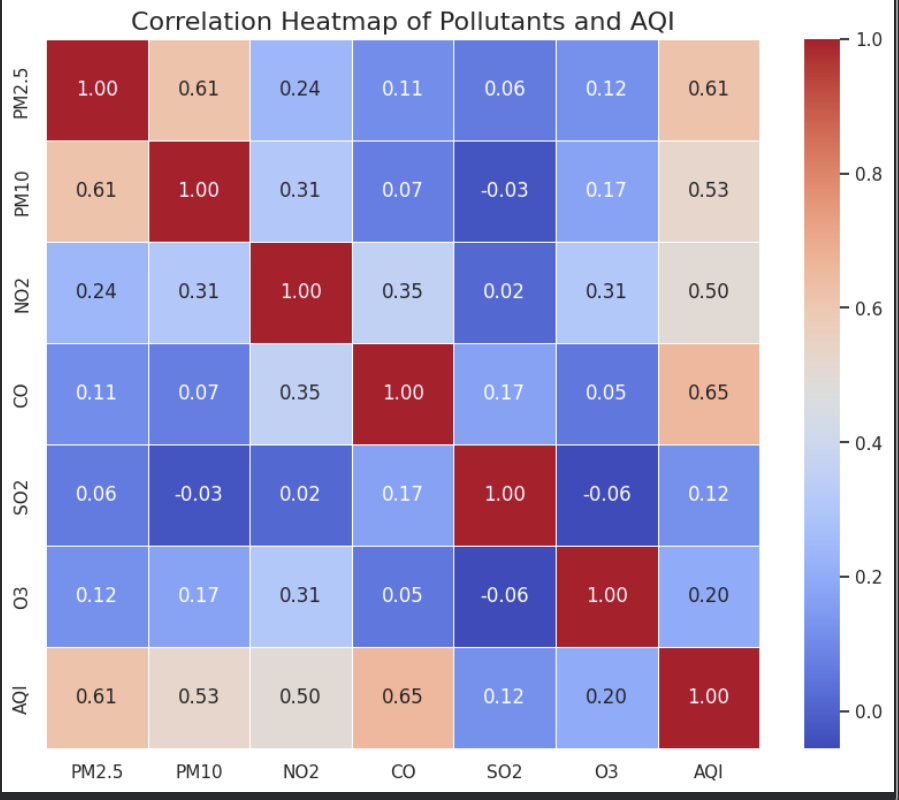 Correlation Heatmap of Pollutants and AQI
PM2.5 1.00 0.61 0.24 0.11 0.06 0.12 0.61
PM10 0.61 1.00 0.31 0.07 -0.03 0.17 0.53
NO2 0.24 0.31 1.00 0.35 0.02 0.31 0.50
CO 0.11 0.07 0.35 1.00 0.17 0.05 0.65
SO2 0.06 -0.03 0.02 0.17 1.00 -0.06 0.12
O3 0.12 0.17 0.31 0.05 -0.06 1.00 0.20
AQI 0.61 0.53 0.50 0.65 0.12 0.20 1.00
PM2.5 PM10 NO2 CO SO2 O3 AQI
1.0
0.8
0.6
0.4
0.2
0.0